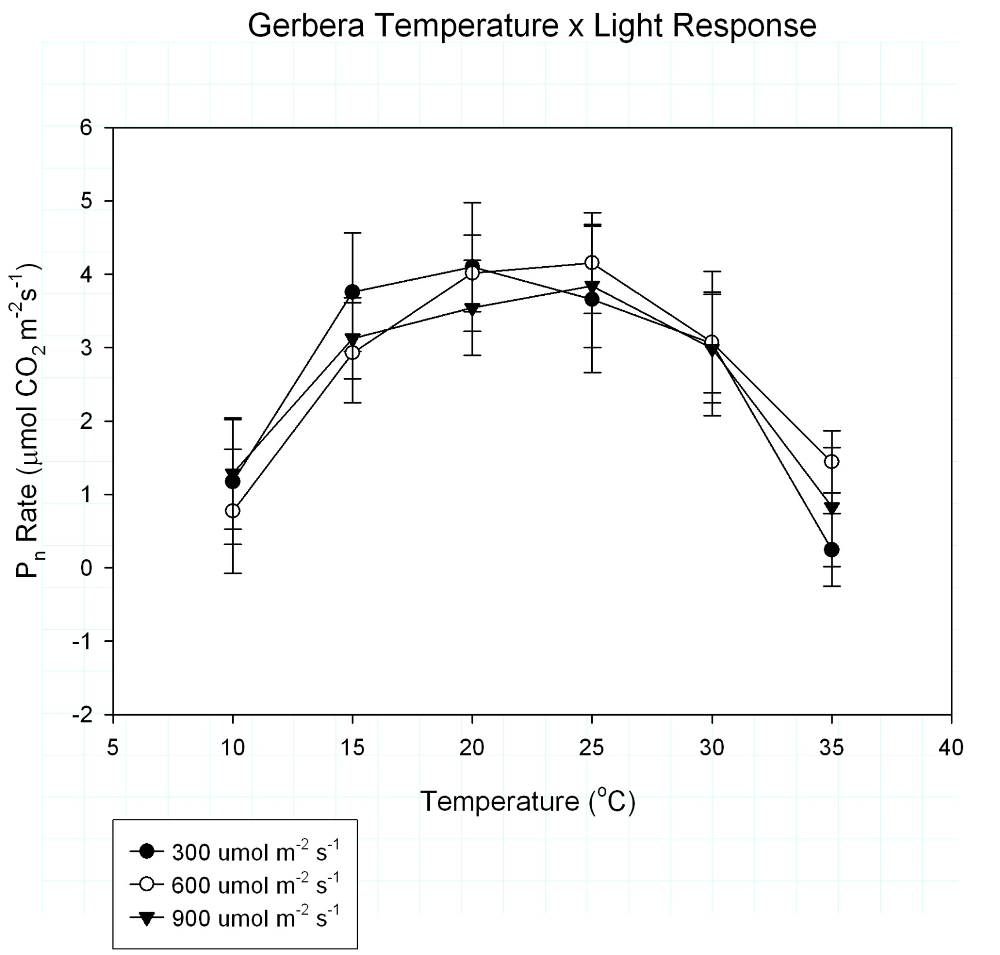 Gerbera Temperature x Light Response
6
5
4
3
2
1
0
-1
-2
Pₙ Rate (μmol CO₂ m⁻² s⁻¹)
5 10 15 20 25 30 35 40
Temperature (°C)
300 umol m⁻² s⁻¹
600 umol m⁻² s⁻¹
900 umol m⁻² s⁻¹